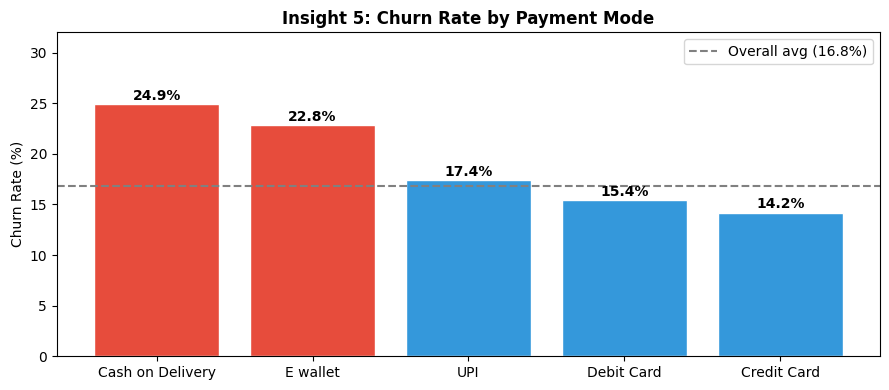 Insight 5: Churn Rate by Payment Mode
Overall avg (16.8%)
Churn Rate (%)
30
25
20
15
10
5
0
24.9%
22.8%
17.4%
15.4%
14.2%
Cash on Delivery
E wallet
UPI
Debit Card
Credit Card